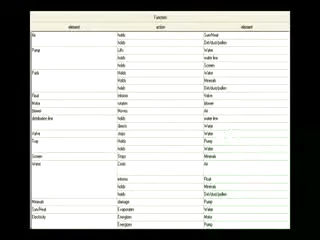 Function
element action element
Air holds Sun/Heat
holds Dirt/dust/pollen
Pump Lifts Water
holds water line
holds Screen
Pads Holds Water
Holds Minerals
holds Dirt/dust/pollen
Float informs Valve
Motor rotates blower
blower Moves Air
distribution line holds water line
directs Water
Valve stops Water
Tray Holds Pump
holds Water
Screen Stops Minerals
Water Cools Air
informs Float
holds Minerals
holds Dirt/dust/pollen
Minerals damage Pump
Sun/Heat Evaporates Water
Electricity Energizes Motor
Energizes Pump